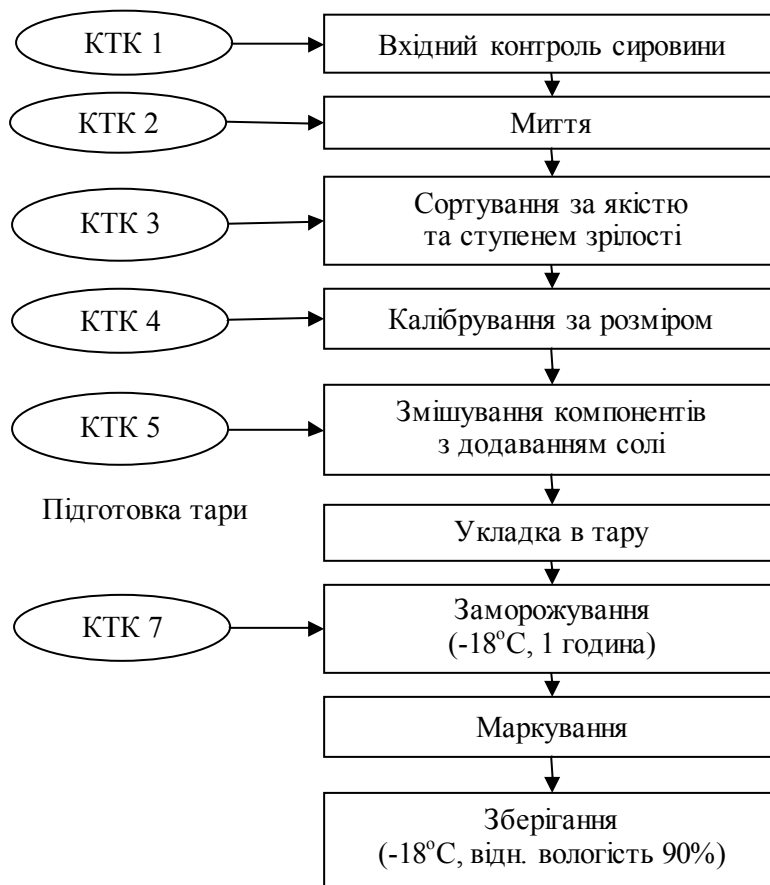 КТК 1
Вхідний контроль сировини
КТК 2
Миття
КТК 3
Сортування за якістю
та ступенем зрілості
КТК 4
Калібрування за розміром
КТК 5
Змішування компонентів
з додаванням солі
Підготовка тари
Укладка в тару
КТК 7
Заморожування
(-18°С, 1 година)
Маркування
Зберігання
(-18°С, відн. вологість 90%)